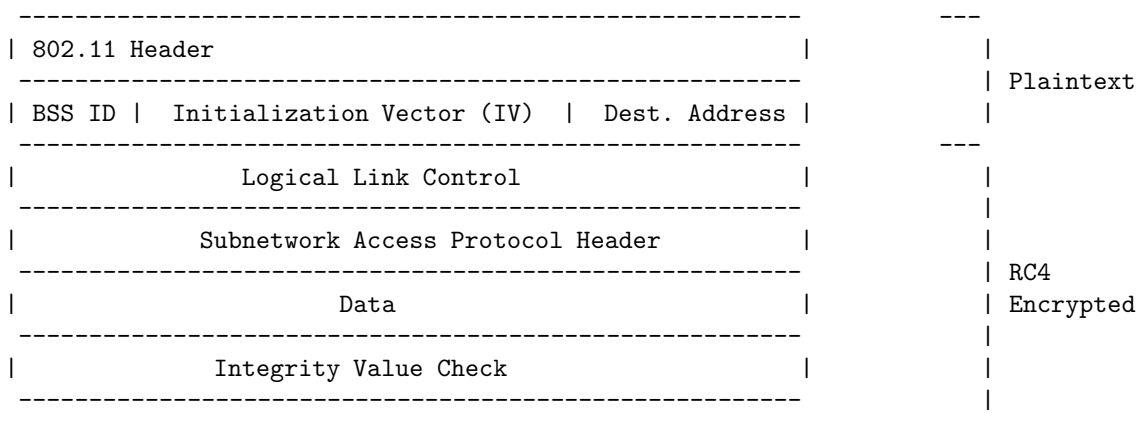 802.11 Header
Plaintext
BSS ID | Initialization Vector (IV) | Dest. Address
Logical Link Control
Subnetwork Access Protocol Header
RC4
Data Encrypted
Integrity Value Check